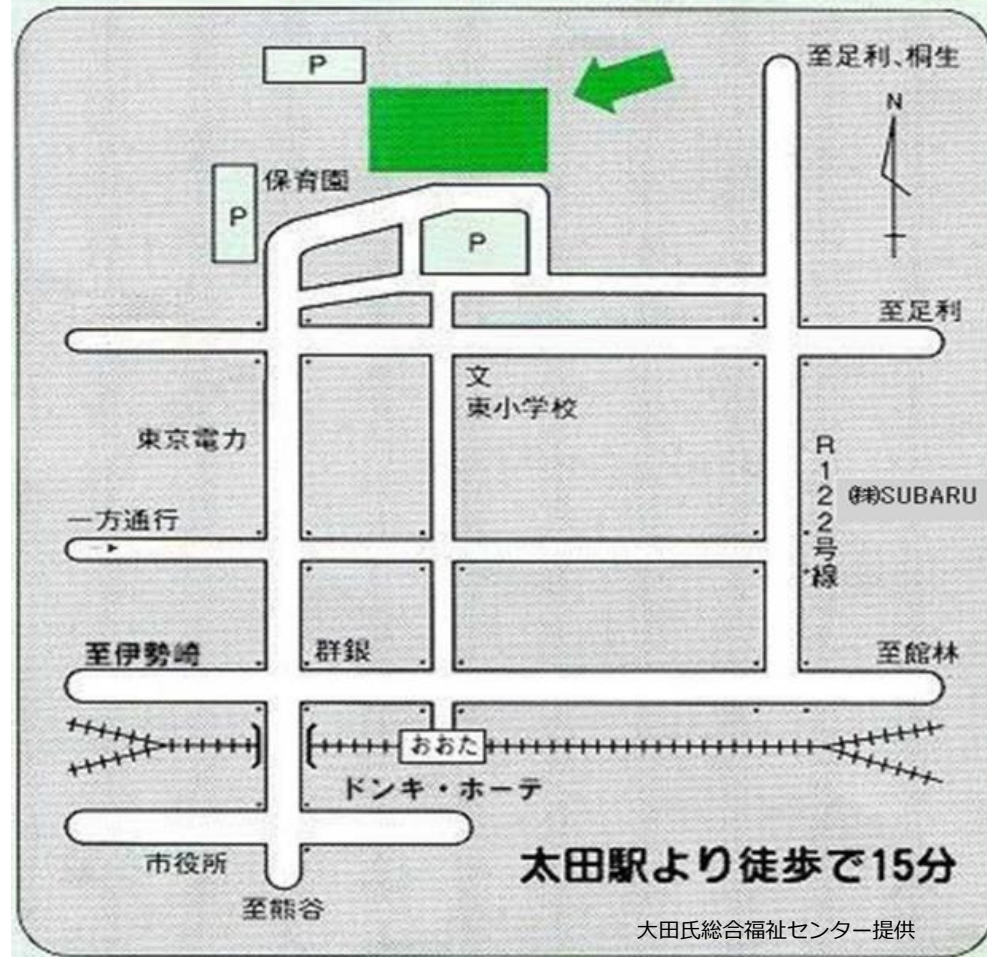 P
至足利、桐生
N
保育園
P
P
至足利
文
東小学校
東京電力
R122号線
㈱SUBARU
一方通行
至伊勢崎
群銀
至館林
おおた
ドンキ・ホーテ
市役所
太田駅より徒歩で15分
至熊谷
大田氏総合福祉センター提供